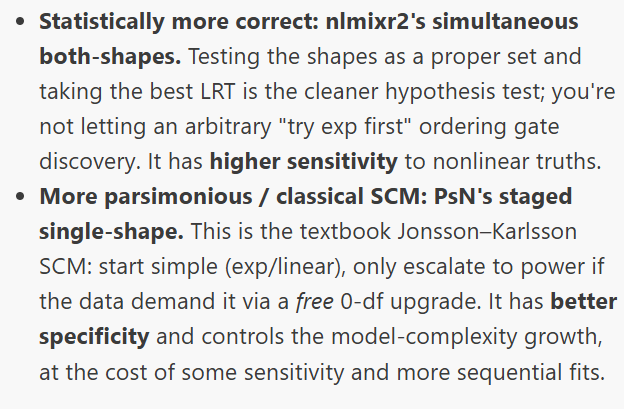 • Statistically more correct: nlmixr2's simultaneous
both-shapes. Testing the shapes as a proper set and
taking the best LRT is the cleaner hypothesis test; you're
not letting an arbitrary "try exp first" ordering gate
discovery. It has higher sensitivity to nonlinear truths.
• More parsimonious / classical SCM: PsN's staged
single-shape. This is the textbook Jonsson–Karlsson
SCM: start simple (exp/linear), only escalate to power if
the data demand it via a free 0-df upgrade. It has better
specificity and controls the model-complexity growth,
at the cost of some sensitivity and more sequential fits.